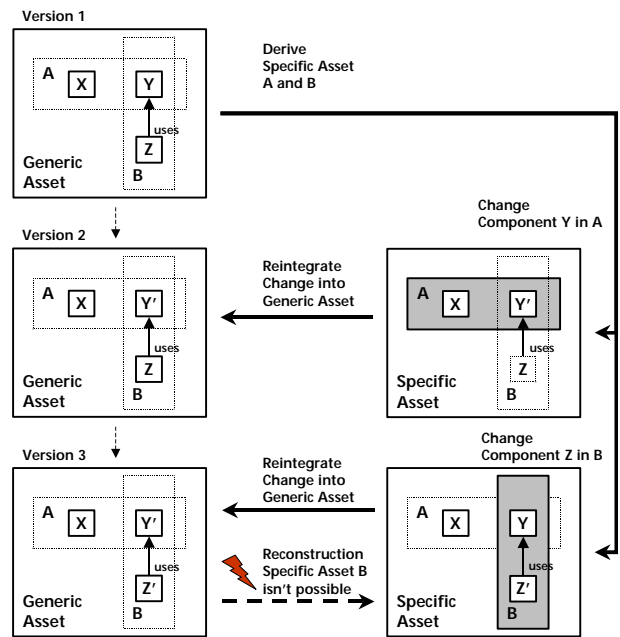 Version 1
A
X
Y
uses
Z
B
Generic
Asset
Derive
Specific Asset
A and B
Version 2
A
X
Y'
uses
Z
B
Generic
Asset
Reintegrate
Change into
Generic Asset
Change
Component Y in A
A
X
Y'
uses
Z
B
Specific
Asset
Version 3
A
X
Y'
uses
Z'
B
Generic
Asset
Reintegrate
Change into
Generic Asset
Reconstruction
Specific Asset B
isn't possible
Change
Component Z in B
A
X
Y
uses
Z'
B
Specific
Asset